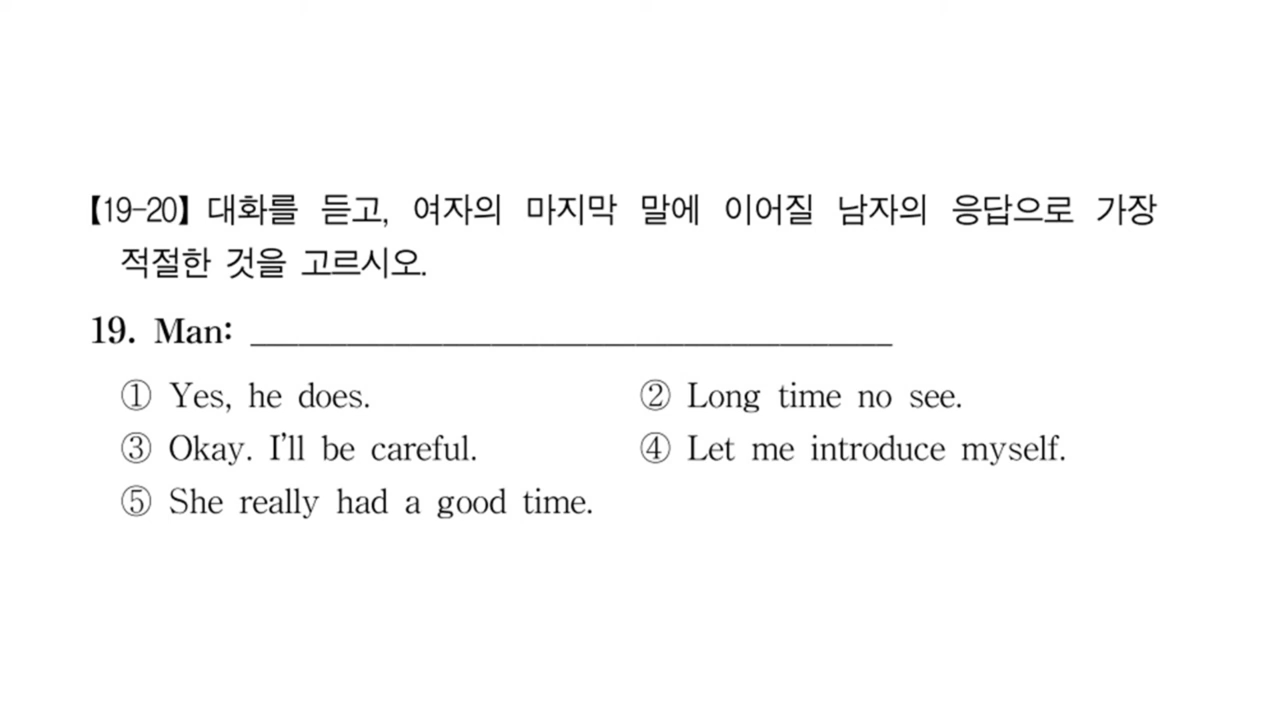 【19-20】 대화를 듣고, 여자의 마지막 말에 이어질 남자의 응답으로 가장
적절한 것을 고르시오.
19. Man: ________________________________________
① Yes, he does.
② Long time no see.
③ Okay. I’ll be careful.
④ Let me introduce myself.
⑤ She really had a good time.